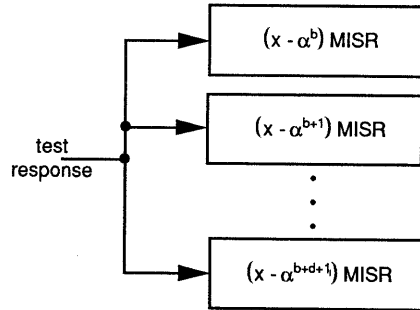 (x - α^b) MISR
(x - α^{b+1}) MISR
test
response
(x - α^{b+d+1}) MISR